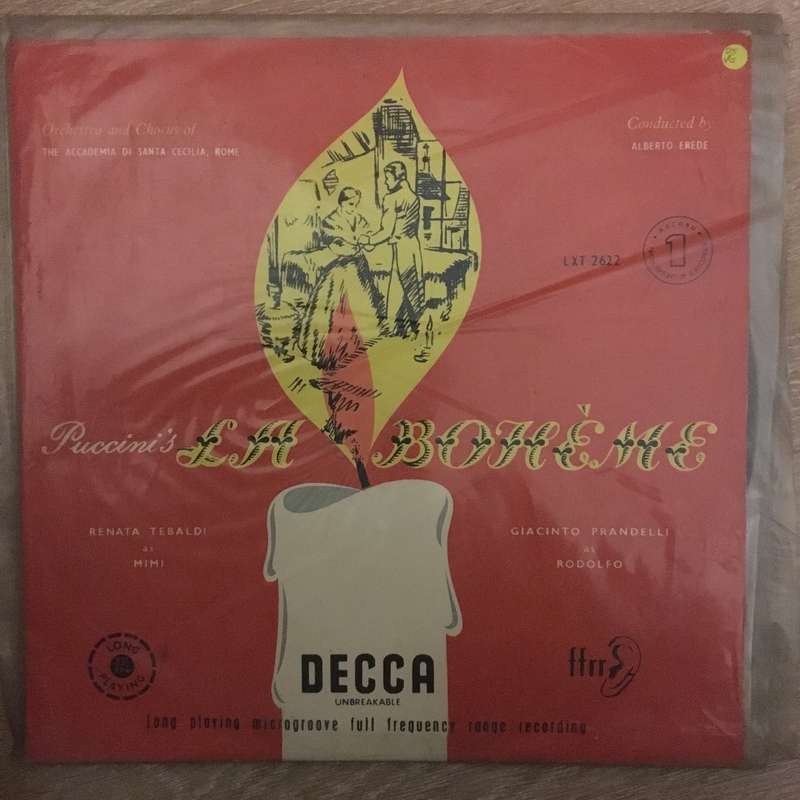 Orchestra and Chorus of
THE ACCADEMIA DI SANTA CECILIA, ROME
Conducted by
ALBERTO EREDE
LXT 2622
RECORD
1
Puccini's LA BOHÈME
RENATA TEBALDI
as
MIMI
GIACINTO PRANDELLI
as
RODOLFO
LONG
PLAYING
DECCA
UNBREAKABLE
ffrr
Long playing microgroove full frequency range recording